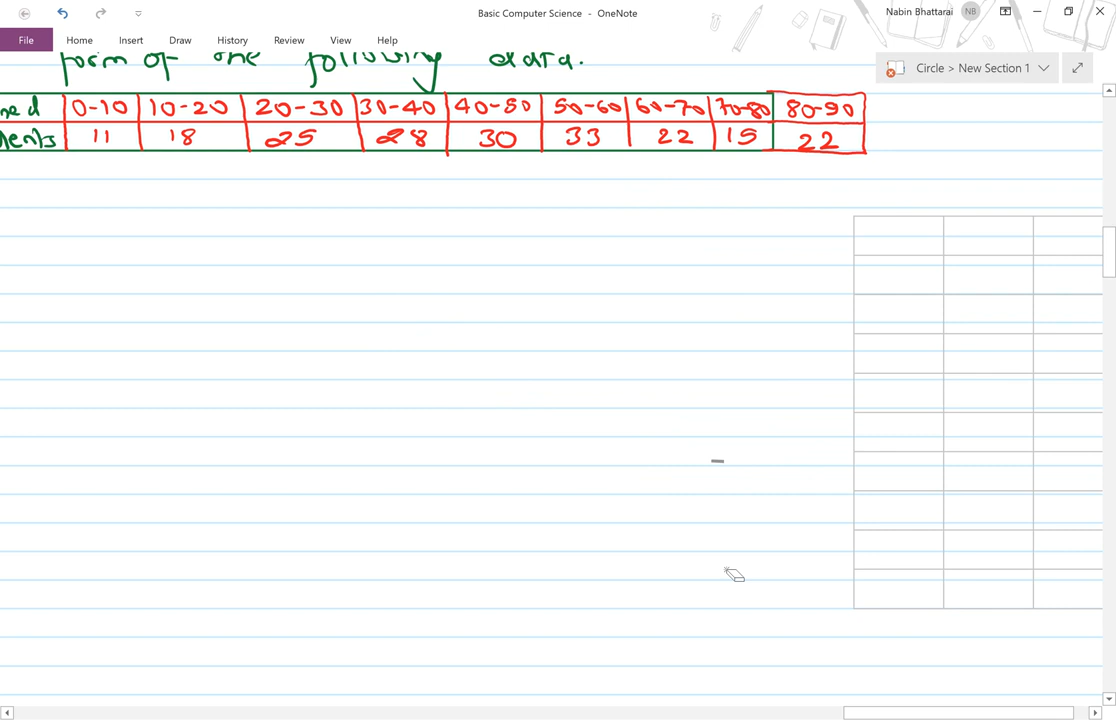 Basic Computer Science - OneNote
Nabin Bhattarai NB
File Home Insert Draw History Review View Help
form of the following data.
Circle > New Section 1
ned 0-10 10-20 20-30 30-40 40-50 50-60 60-70 70-80 80-90
ents 11 18 25 28 30 33 22 15 22